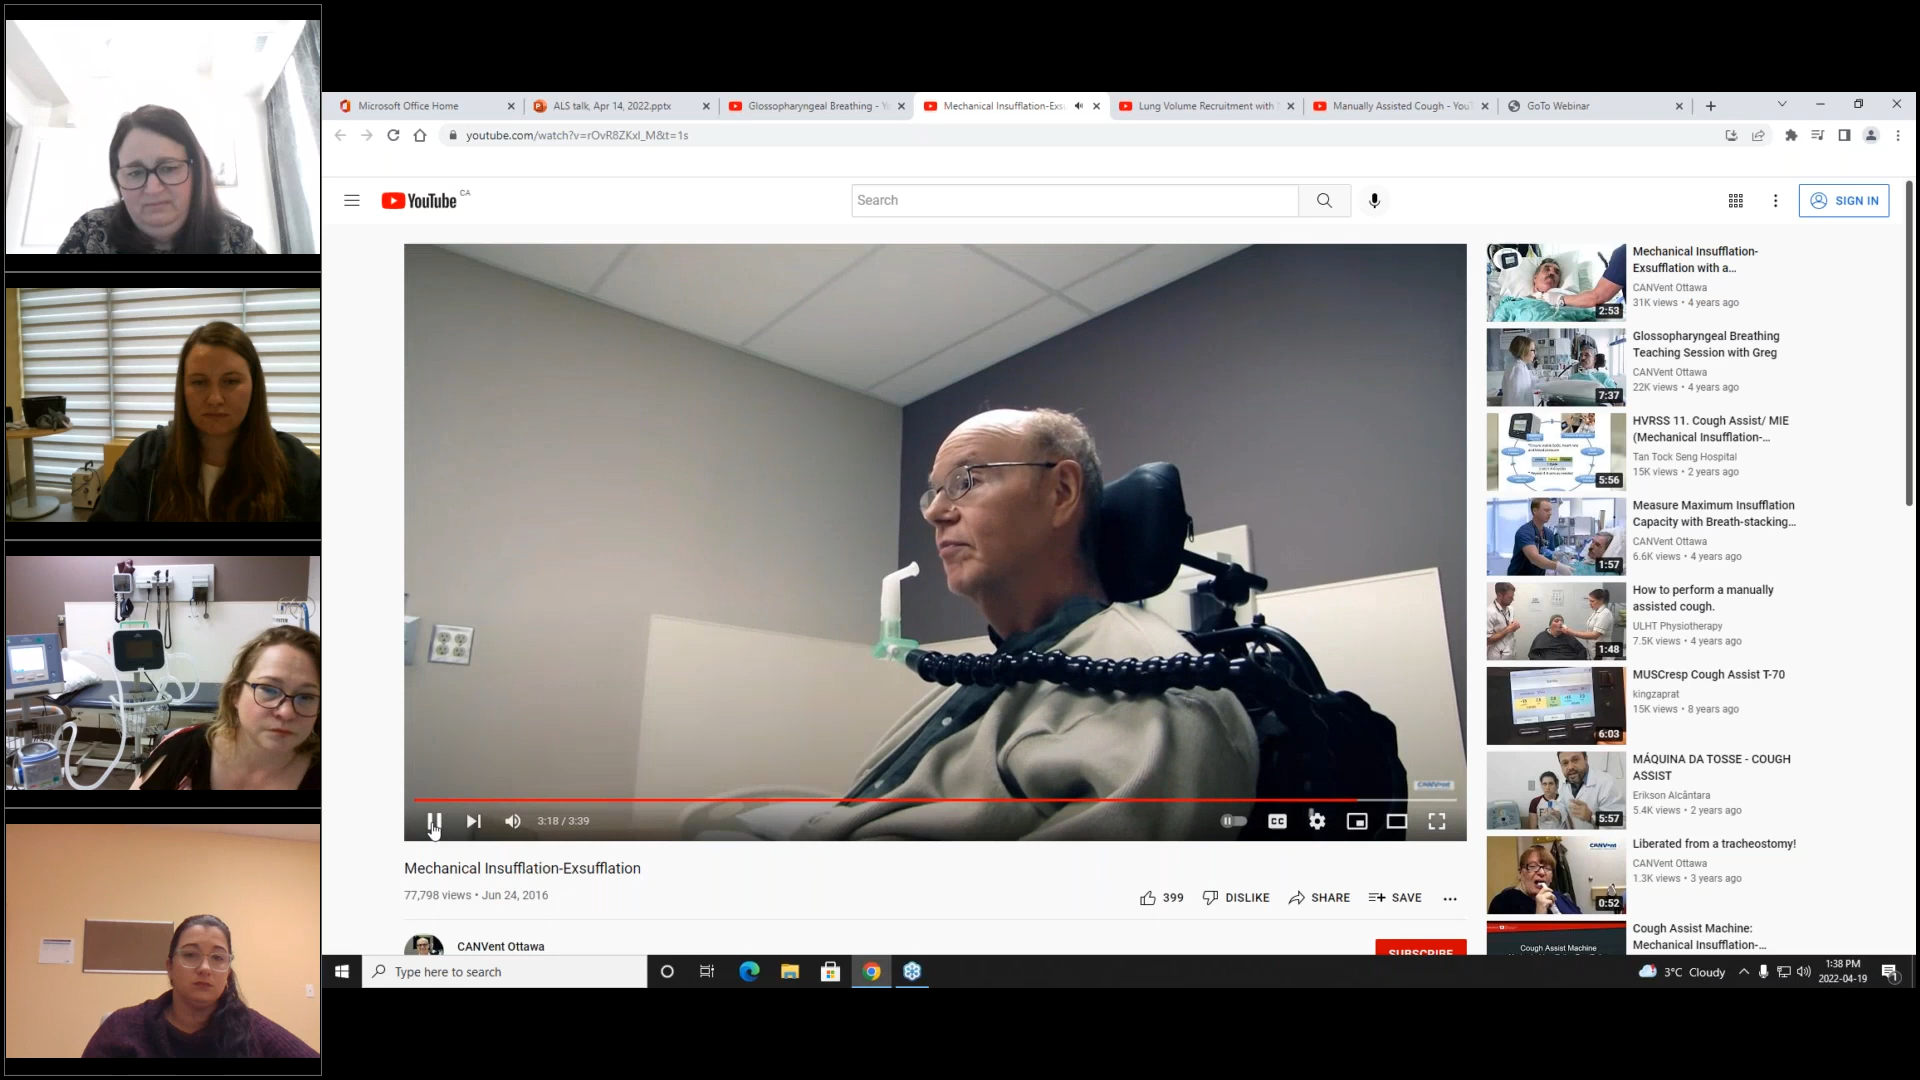 Microsoft Office Home
ALS talk, Apr 14, 2022.pptx
Glossopharyngeal Breathing - Y
Mechanical Insufflation-Exs
Lung Volume Recruitment with
Manually Assisted Cough - YouT
GoTo Webinar
youtube.com/watch?v=rOvR8ZKxl_M&t=1s
YouTube CA
Search
SIGN IN
Mechanical Insufflation-
Exsufflation with a...
CANVent Ottawa
31K views • 4 years ago
2:53
Glossopharyngeal Breathing
Teaching Session with Greg
CANVent Ottawa
22K views • 4 years ago
7:37
HVRSS 11. Cough Assist/ MIE
(Mechanical Insufflation-...
Tan Tock Seng Hospital
15K views • 2 years ago
5:56
Measure Maximum Insufflation
Capacity with Breath-stacking...
CANVent Ottawa
6.6K views • 4 years ago
1:57
How to perform a manually
assisted cough.
ULHT Physiotherapy
7.5K views • 4 years ago
1:48
MUSCresp Cough Assist T-70
kingzaprat
15K views • 8 years ago
6:03
MÁQUINA DA TOSSE - COUGH
ASSIST
Erikson Alcântara
5.4K views • 2 years ago
5:57
Liberated from a tracheostomy!
CANVent Ottawa
1.3K views • 3 years ago
CANVent
0:52
Cough Assist Machine:
Mechanical Insufflation-...
Cough Assist Machine
CANVent
3:18 / 3:39
CC
Mechanical Insufflation-Exsufflation
77,798 views • Jun 24, 2016
399
DISLIKE
SHARE
SAVE
CANVent Ottawa
SUBSCRIBE
Type here to search
3°C Cloudy
1:38 PM
2022-04-19
1